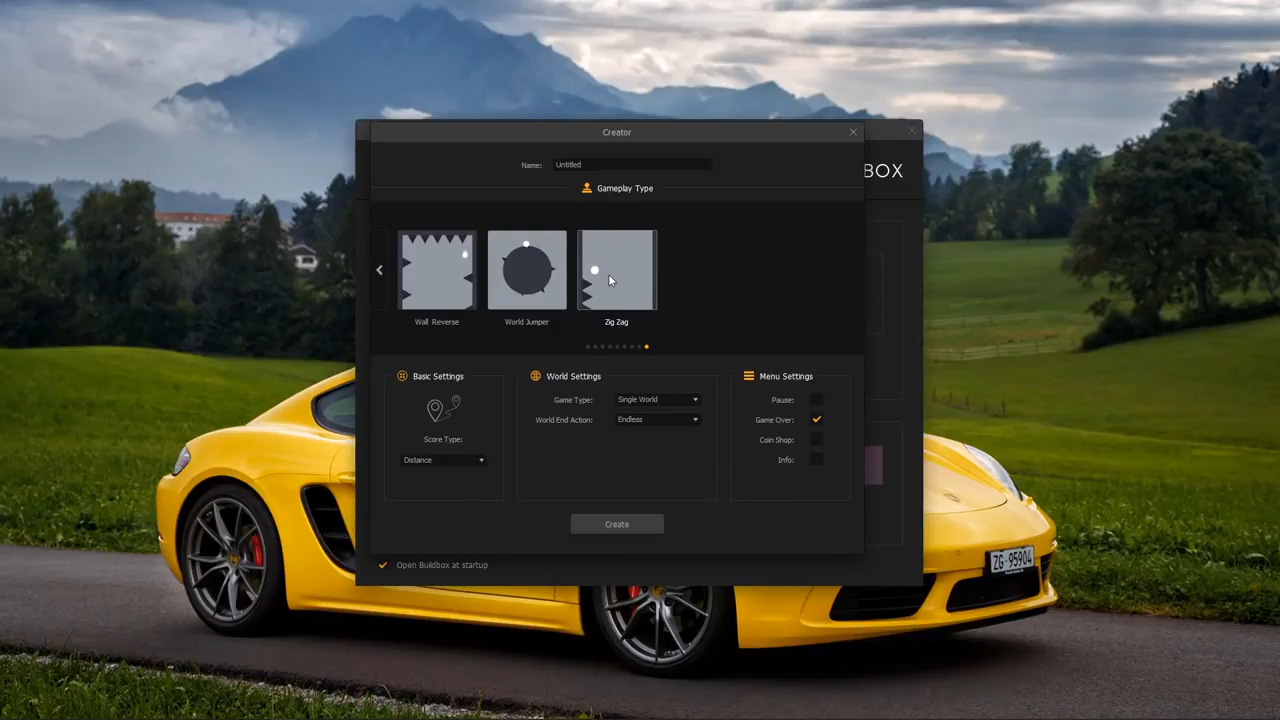 Creator
Name: Untitled
BOX
Gameplay Type
Wall Reverse
World Jumper
Zig Zag
Basic Settings
World Settings
Menu Settings
Game Type: Single World
Pause:
World End Action: Endless
Game Over:
Score Type:
Coin Shop:
Distance
Info:
Create
Open Buildbox at startup
ZG·95904